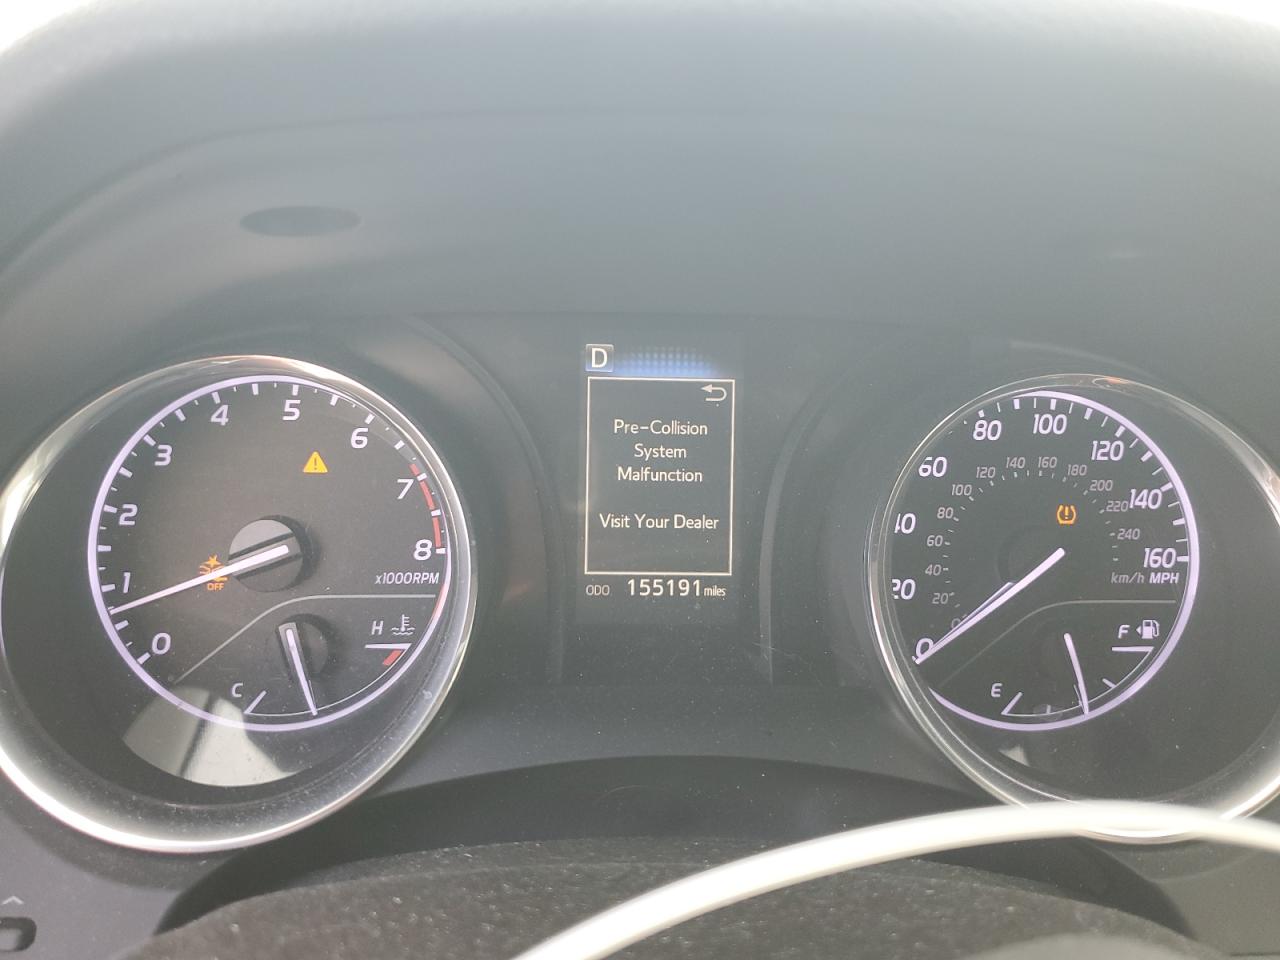 D
Pre-Collision
System
Malfunction
Visit Your Dealer
ODO 155191 miles
0
1
2
3
4
5
6
7
8
x1000RPM
OFF
H
C
0
20
40
60
80
100
120
140
160
km/h MPH
0
20
40
60
80
100
120
140
160
180
200
220
240
F
E